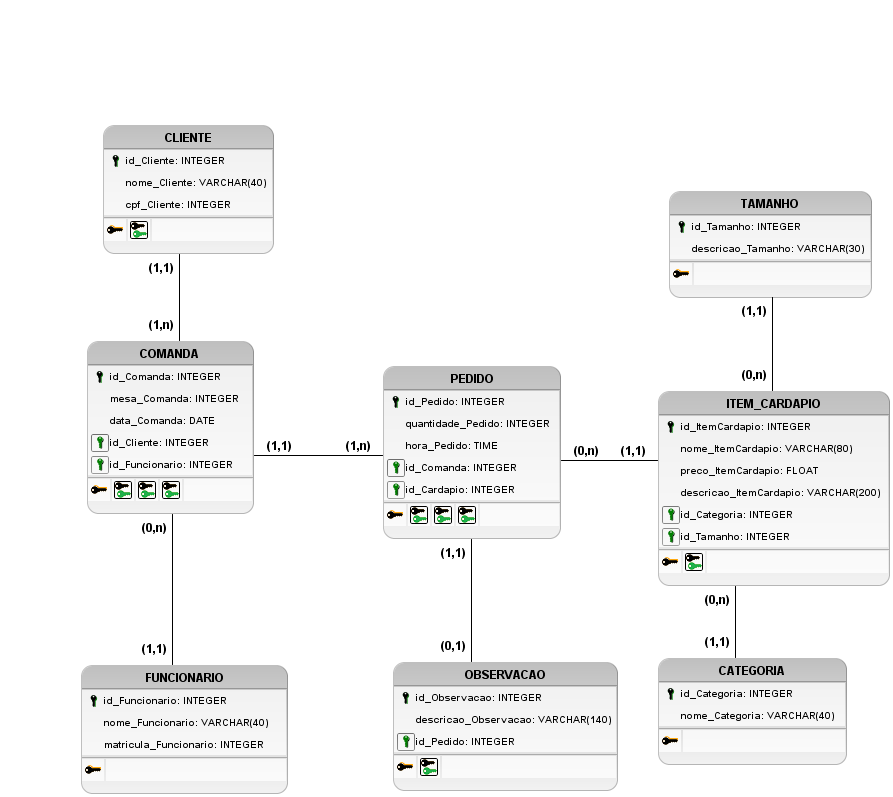 CLIENTE
id_Cliente: INTEGER
nome_Cliente: VARCHAR(40)
cpf_Cliente: INTEGER
(1,1)
(1,n)
COMANDA
id_Comanda: INTEGER
mesa_Comanda: INTEGER
data_Comanda: DATE
id_Cliente: INTEGER
id_Funcionario: INTEGER
(1,1)
(1,n)
(0,n)
(1,1)
FUNCIONARIO
id_Funcionario: INTEGER
nome_Funcionario: VARCHAR(40)
matricula_Funcionario: INTEGER
PEDIDO
id_Pedido: INTEGER
quantidade_Pedido: INTEGER
hora_Pedido: TIME
id_Comanda: INTEGER
id_Cardapio: INTEGER
(0,n)
(1,1)
(1,1)
(0,1)
OBSERVACAO
id_Observacao: INTEGER
descricao_Observacao: VARCHAR(140)
id_Pedido: INTEGER
TAMANHO
id_Tamanho: INTEGER
descricao_Tamanho: VARCHAR(30)
(1,1)
(0,n)
ITEM_CARDAPIO
id_ItemCardapio: INTEGER
nome_ItemCardapio: VARCHAR(80)
preco_ItemCardapio: FLOAT
descricao_ItemCardapio: VARCHAR(200)
id_Categoria: INTEGER
id_Tamanho: INTEGER
(0,n)
(1,1)
CATEGORIA
id_Categoria: INTEGER
nome_Categoria: VARCHAR(40)